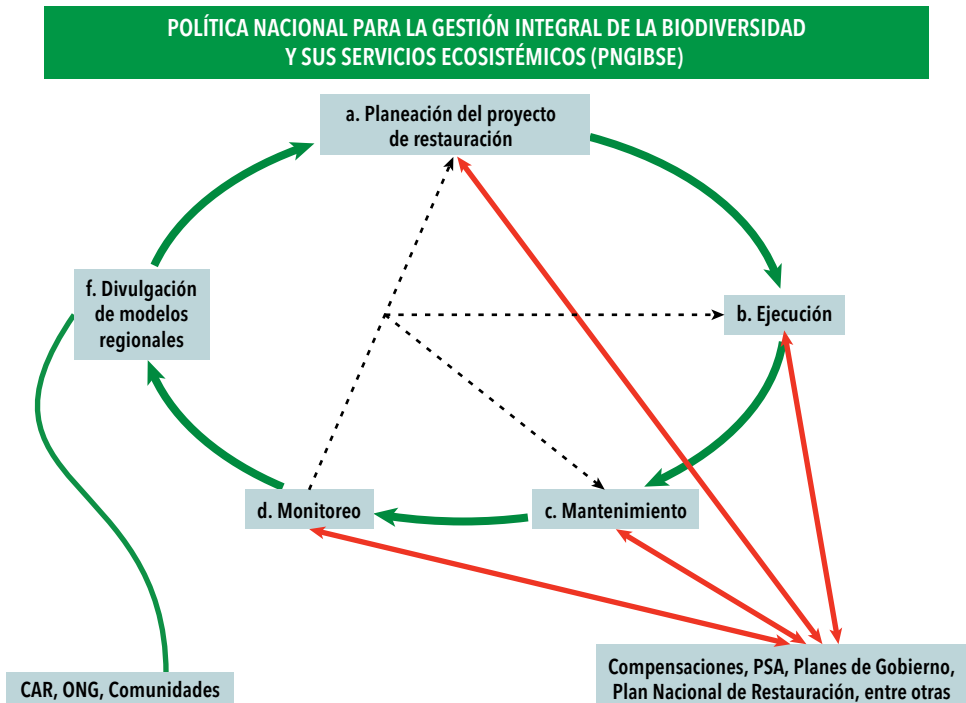 POLÍTICA NACIONAL PARA LA GESTIÓN INTEGRAL DE LA BIODIVERSIDAD
Y SUS SERVICIOS ECOSISTÉMICOS (PNGIBSE)
a. Planeación del proyecto
de restauración
f. Divulgación
de modelos
regionales
b. Ejecución
d. Monitoreo
c. Mantenimiento
CAR, ONG, Comunidades
Compensaciones, PSA, Planes de Gobierno,
Plan Nacional de Restauración, entre otras